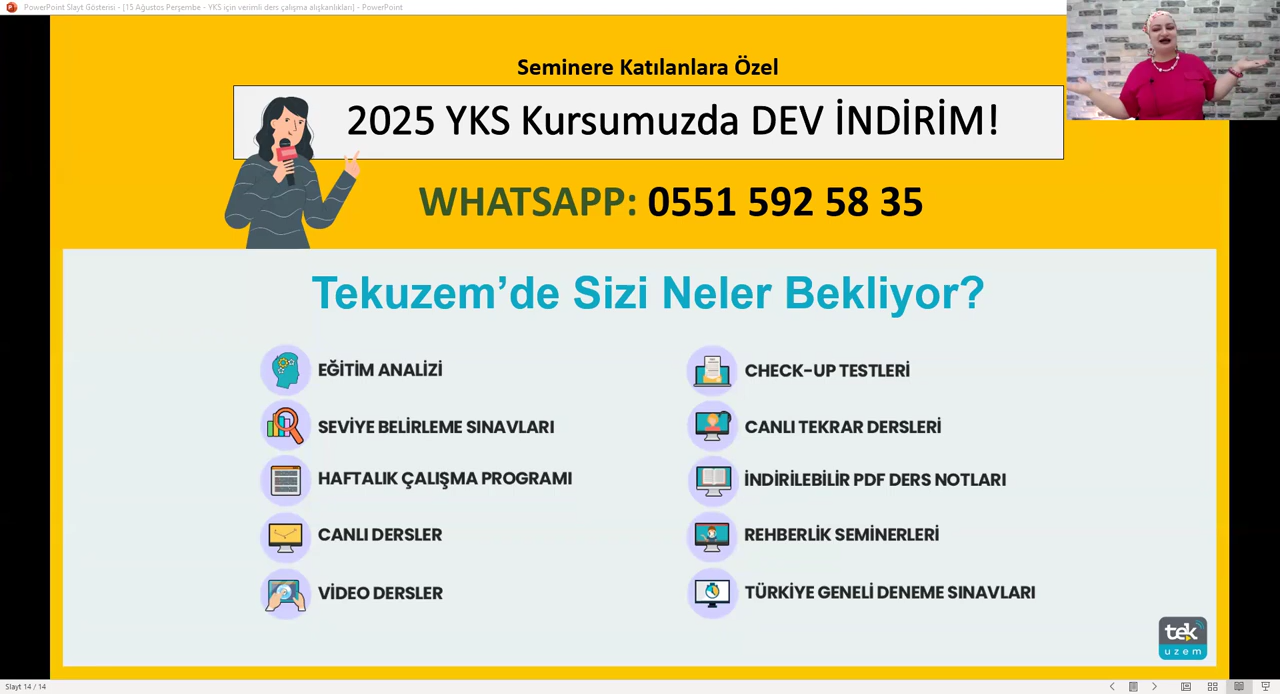 PowerPoint Slayt Gösterisi - [15 Ağustos Perşembe - YKS için verimli ders çalışma alışkanlıkları] - PowerPoint
Seminere Katılanlara Özel
2025 YKS Kursumuzda DEV İNDİRİM!
WHATSAPP: 0551 592 58 35
Tekuzem’de Sizi Neler Bekliyor?
EĞİTİM ANALİZİ
SEVİYE BELİRLEME SINAVLARI
HAFTALIK ÇALIŞMA PROGRAMI
CANLI DERSLER
VİDEO DERSLER
CHECK-UP TESTLERİ
CANLI TEKRAR DERSLERİ
İNDİRİLEBİLİR PDF DERS NOTLARI
REHBERLİK SEMİNERLERİ
TÜRKİYE GENELİ DENEME SINAVLARI
tek
uzem
Slayt 14 / 14